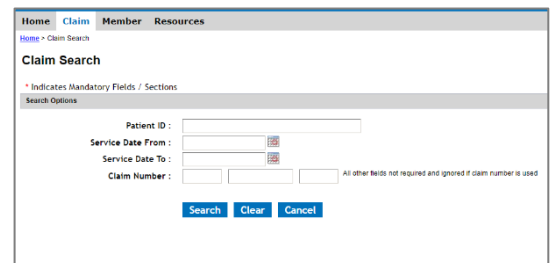 Home Claim Member Resources
Home > Claim Search
Claim Search
* Indicates Mandatory Fields / Sections
Search Options
Patient ID :
Service Date From :
Service Date To :
Claim Number : All other fields not required and ignored if claim number is used
Search Clear Cancel